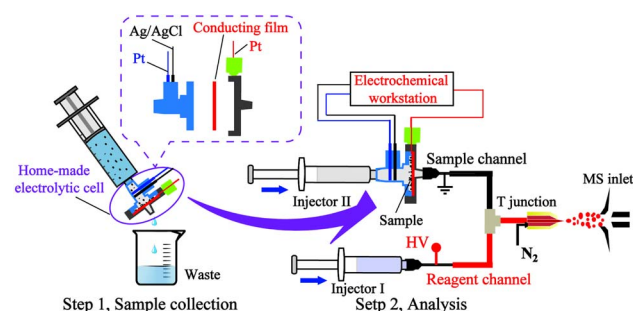 Ag/AgCl
Conducting film
Pt
Pt
Electrochemical
workstation
Home-made
electrolytic cell
Injector II
Sample channel
Sample
T junction
MS inlet
HV
N2
Waste
Reagent channel
Injector I
Step 1, Sample collection
Setp 2, Analysis